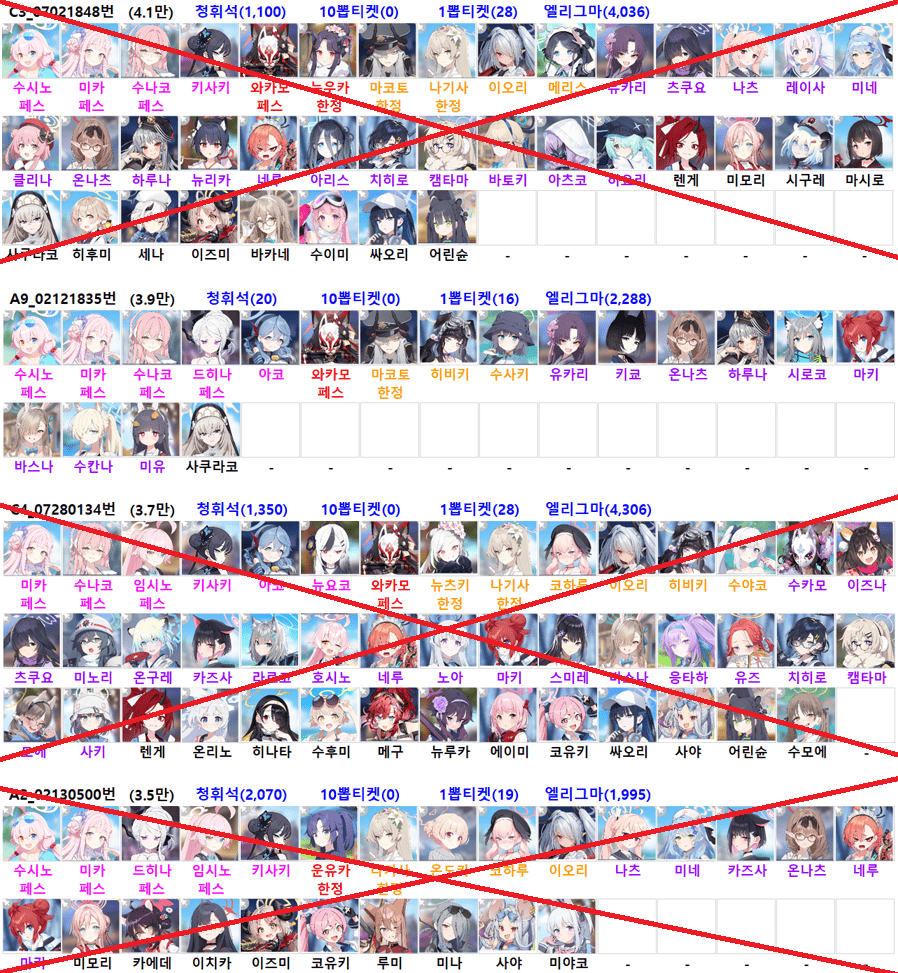 C3_07021848번 (4.1만) 청휘석(1,100) 10뽑티켓(0) 1뽑티켓(28) 엘리그마(4,036)
수시노 미카 수나코 키사키 와카모 뉴우카 마코토 나기사 이오리 메리스 유카리 츠쿠요 나츠 레이사 미네
페스 페스 페스 페스 한정 한정 한정
클리나 온나츠 하루나 뉴리카 네루 아리스 치히로 캠타마 바토키 아츠코 히요리 렌게 미모리 시구레 마시로
사쿠라코 히후미 세나 이즈미 바카네 수이미 싸오리 어린슌 - - - - - - -
A9_02121835번 (3.9만) 청휘석(20) 10뽑티켓(0) 1뽑티켓(16) 엘리그마(2,288)
수시노 미카 수나코 드히나 아코 와카모 마코토 히비키 수사키 유카리 키쿄 온나츠 하루나 시로코 마키
페스 페스 페스 페스 페스 한정
바스나 수칸나 미유 사쿠라코 - - - - - - - - - - -
C4_07280134번 (3.7만) 청휘석(1,350) 10뽑티켓(0) 1뽑티켓(28) 엘리그마(4,306)
미카 수나코 임시노 키사키 아코 뉴요코 와카모 뉴츠키 나기사 코하루 이오리 히비키 수야코 수카모 이즈나
페스 페스 페스 페스 한정 한정
츠쿠요 미노리 온구레 카즈사 라로코 호시노 네루 노아 마키 스미레 바스나 응타하 유즈 치히로 캠타마
모에 사키 렌게 온리노 히나타 수후미 메구 뉴루카 에이미 코유키 싸오리 사야 어린슌 수모에 -
A2_02130500번 (3.5만) 청휘석(2,070) 10뽑티켓(0) 1뽑티켓(19) 엘리그마(1,995)
수시노 미카 드히나 임시노 키사키 운유카 나기사 온도카 코하루 이오리 나츠 미네 카즈사 온나츠 네루
페스 페스 페스 페스 한정 한정
마키 미모리 카에데 이치카 이즈미 코유키 루미 미나 사야 미야코 - - - - -